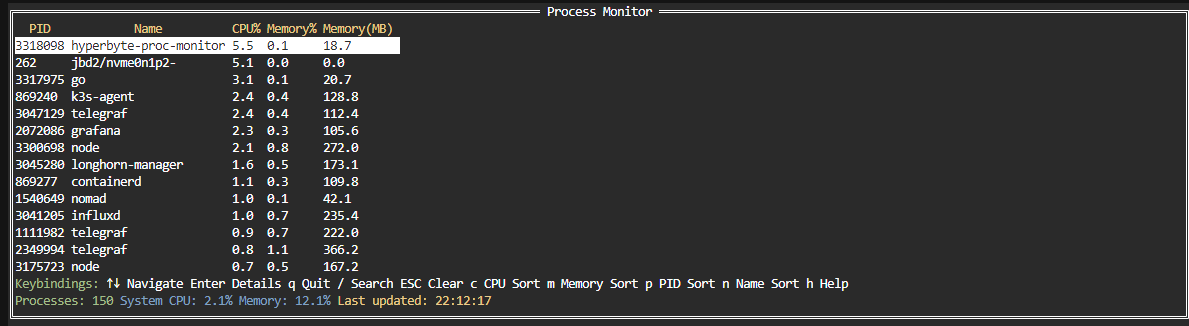 Process Monitor
PID Name CPU% Memory% Memory(MB)
3318098 hyperbyte-proc-monitor 5.5 0.1 18.7
262 jbd2/nvme0n1p2- 5.1 0.0 0.0
3317975 go 3.1 0.1 20.7
869240 k3s-agent 2.4 0.4 128.8
3047129 telegraf 2.4 0.4 112.4
2072086 grafana 2.3 0.3 105.6
3300698 node 2.1 0.8 272.0
3045280 longhorn-manager 1.6 0.5 173.1
869277 containerd 1.1 0.3 109.8
1540649 nomad 1.0 0.1 42.1
3041205 influxd 1.0 0.7 235.4
1111982 telegraf 0.9 0.7 222.0
2349994 telegraf 0.8 1.1 366.2
3175723 node 0.7 0.5 167.2
Keybindings: ↑↓ Navigate Enter Details q Quit / Search ESC Clear c CPU Sort m Memory Sort p PID Sort n Name Sort h Help
Processes: 150 System CPU: 2.1% Memory: 12.1% Last updated: 22:12:17